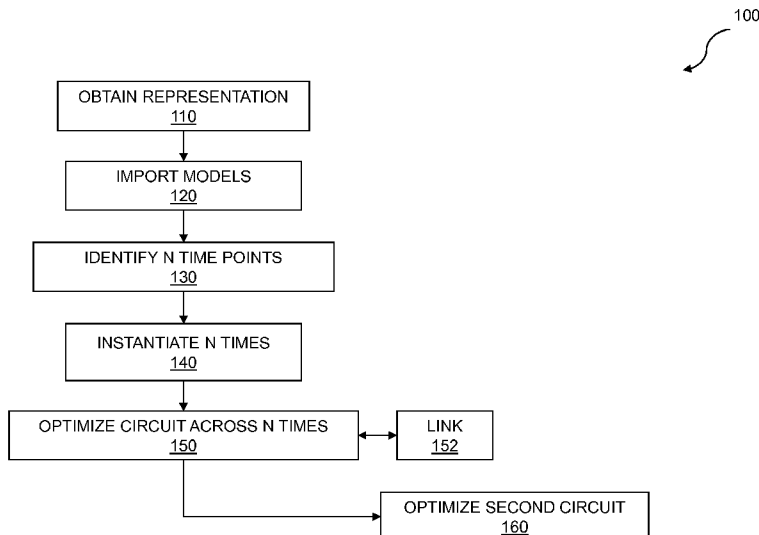 100
OBTAIN REPRESENTATION
110
IMPORT MODELS
120
IDENTIFY N TIME POINTS
130
INSTANTIATE N TIMES
140
OPTIMIZE CIRCUIT ACROSS N TIMES
150
LINK
152
OPTIMIZE SECOND CIRCUIT
160